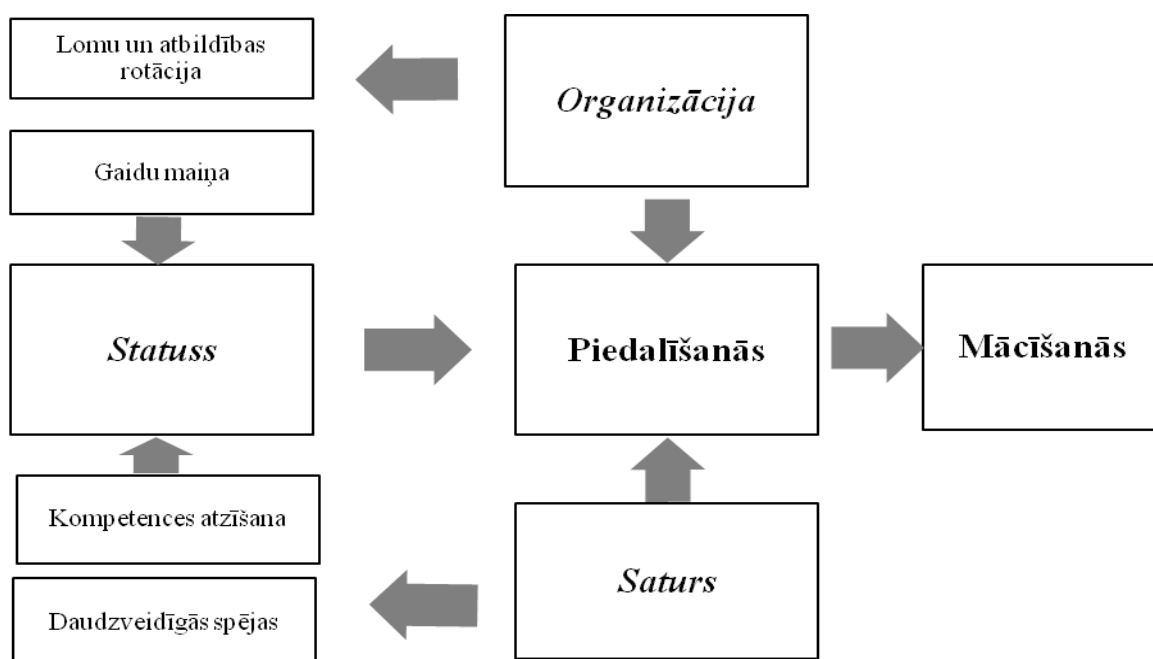 Lomu un atbildības
rotācija
Organizācija
Gaidu maiņa
Statuss
Piedalīšanās
Mācīšanās
Kompetences atzīšana
Saturs
Daudzveidīgās spējas